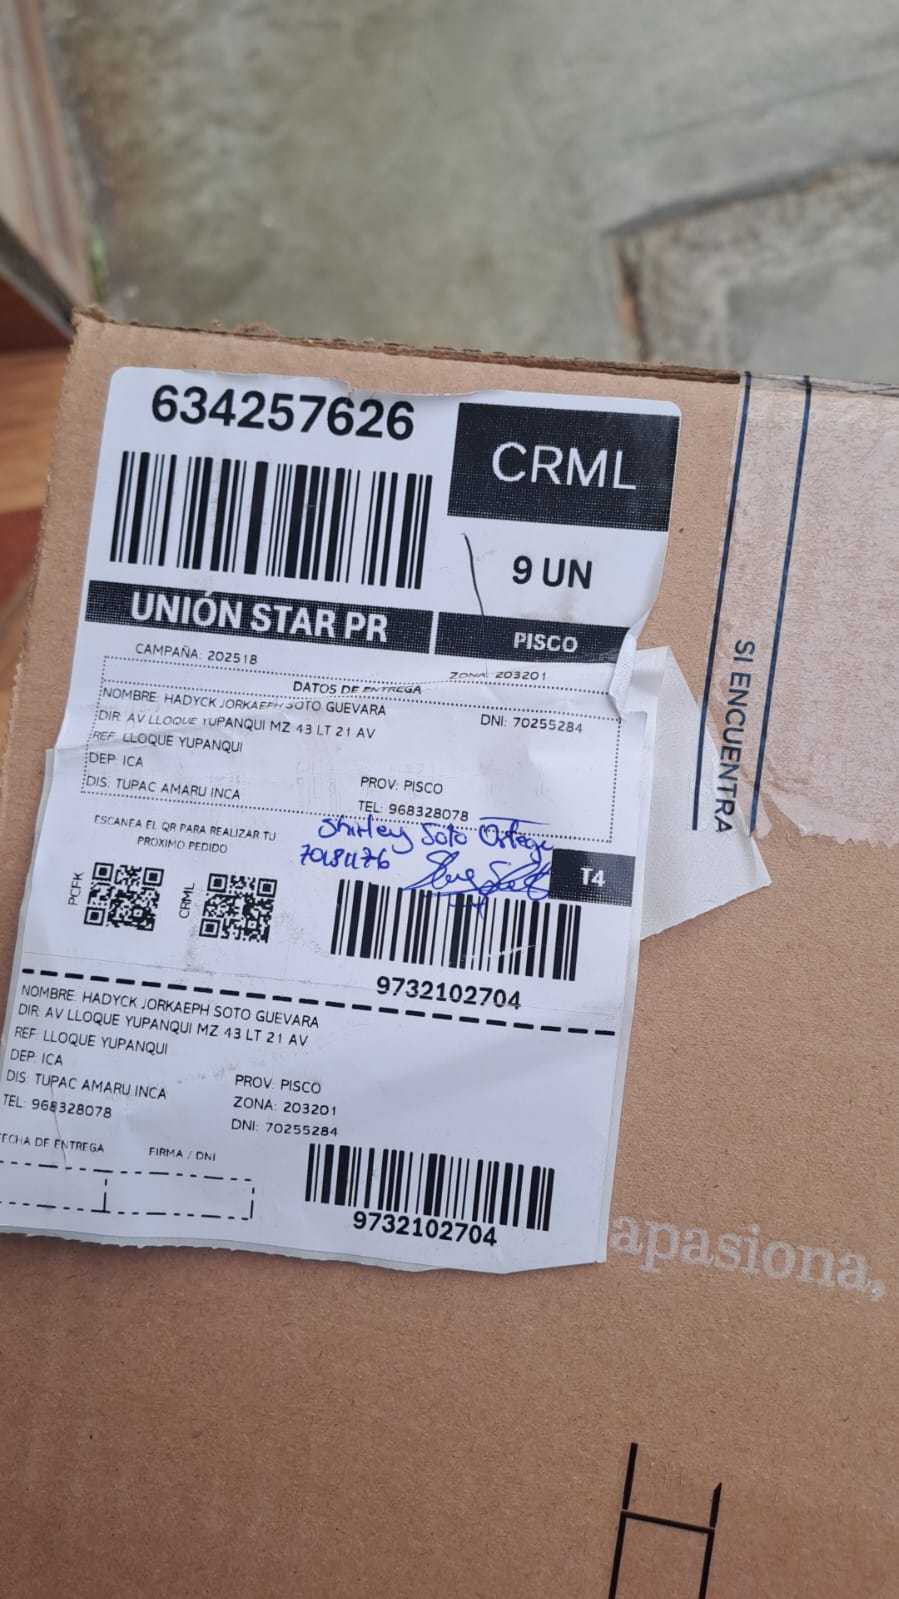 634257626
CRML
9 UN
UNIÓN STAR PR
PISCO
CAMPAÑA: 202518
ZONA: 203201
DATOS DE ENTREGA
NOMBRE: HADYCK JORKAEPH SOTO GUEVARA
DNI: 70255284
DIR: AV LLOQUE YUPANQUI MZ 43 LT 21 AV
REF: LLOQUE YUPANQUI
DEP: ICA
PROV: PISCO
DIS: TUPAC AMARU INCA
TEL: 968328078
ESCANEA EL QR PARA REALIZAR TU
PRÓXIMO PEDIDO
Shirley Soto Ortega
T4
PCFK
CRML
9732102704
NOMBRE: HADYCK JORKAEPH SOTO GUEVARA
DIR: AV LLOQUE YUPANQUI MZ 43 LT 21 AV
REF: LLOQUE YUPANQUI
DEP: ICA
PROV: PISCO
DIS: TUPAC AMARU INCA
ZONA: 203201
TEL: 968328078
DNI: 70255284
FECHA DE ENTREGA
FIRMA / DNI
9732102704
SI ENCUENTRA
apasiona,